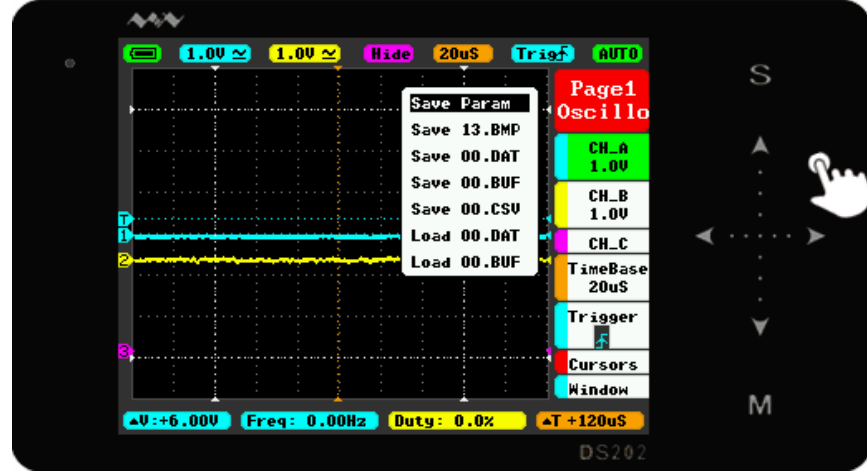 1.0V
1.0V
Hide
20uS
Trig
AUTO
S
Page1
Oscillo
Save Param
Save 13.BMP
Save 00.DAT
Save 00.BUF
Save 00.CSV
Load 00.DAT
Load 00.BUF
CH_A
1.0V
CH_B
1.0V
CH_C
TimeBase
20uS
Trigger
Cursors
Window
T
1
2
3
▲V:+6.00V
Freq: 0.00Hz
Duty: 0.0%
▲T +120uS
M
DS202